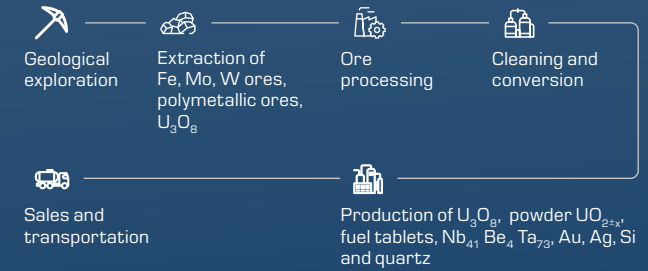 Geological
exploration
Extraction of
Fe, Mo, W ores,
polymetallic ores,
U₃O₈
Ore
processing
Cleaning and
conversion
Sales and
transportation
Production of U₃O₈, powder UO₂±ₓ,
fuel tablets, Nb₄₁ Be₄ Ta₇₃, Au, Ag, Si
and quartz